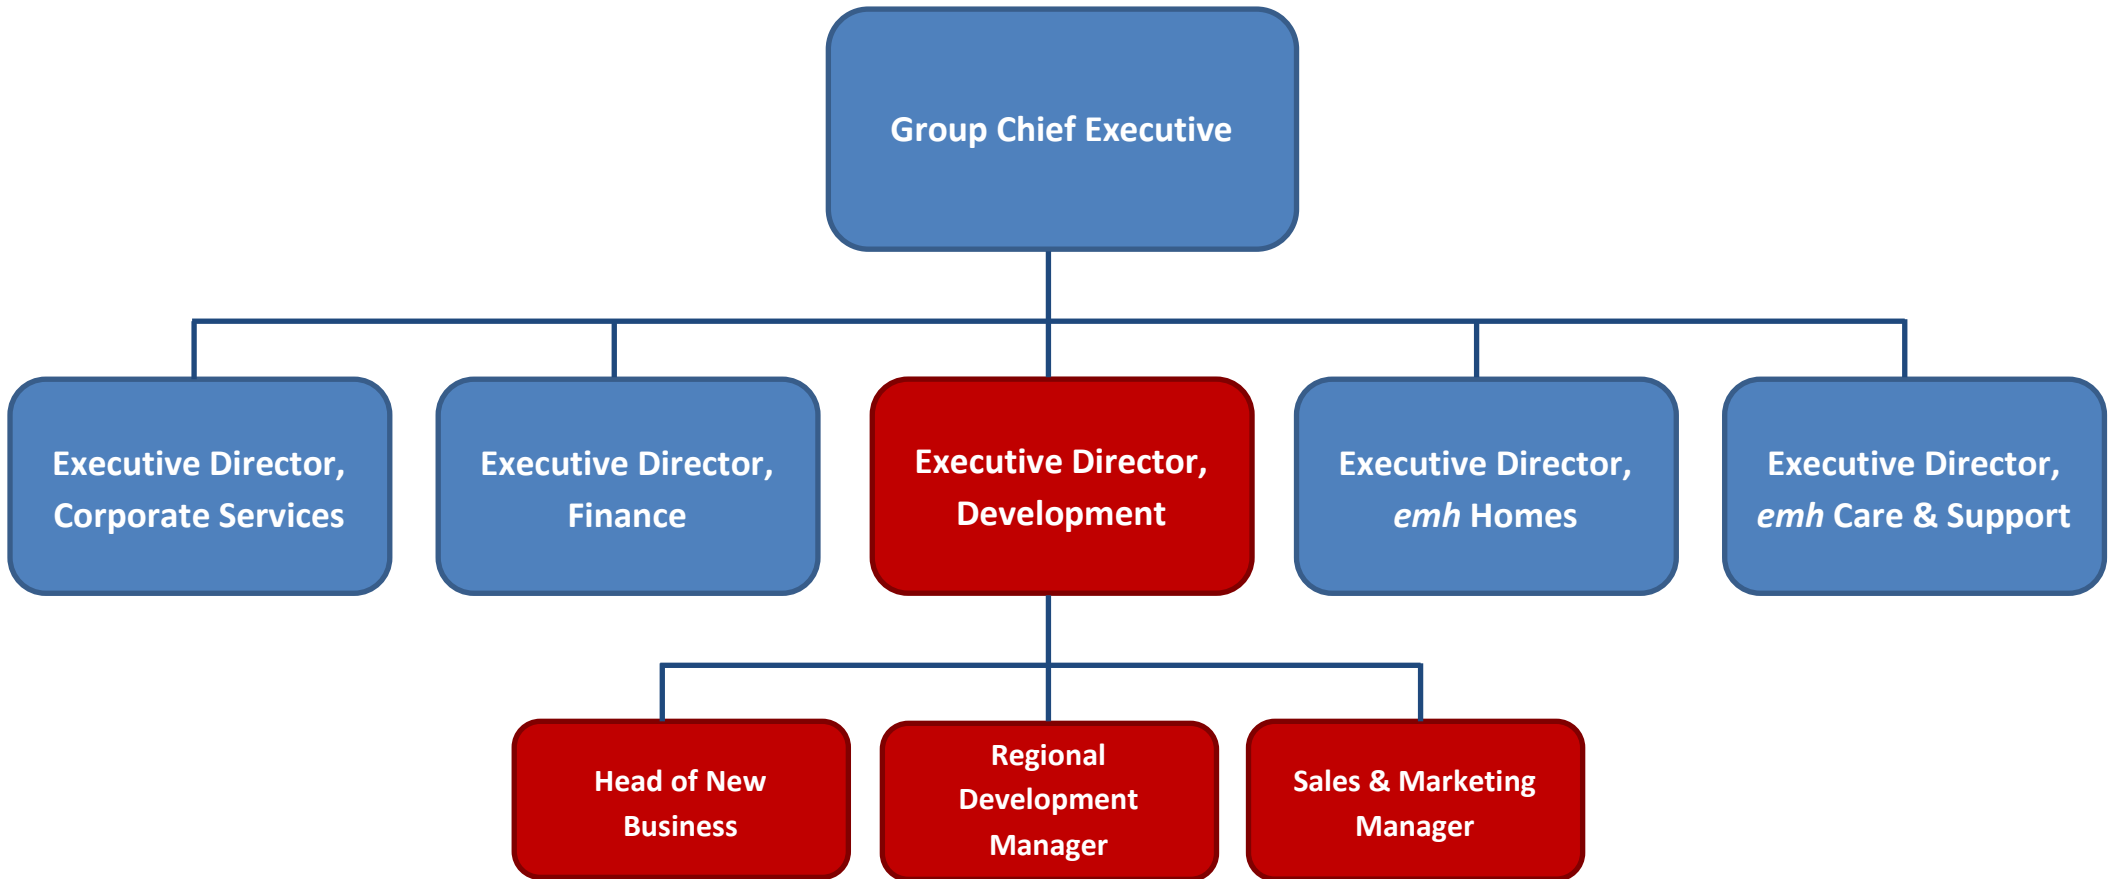 Group Chief Executive
Executive Director,
Corporate Services
Executive Director,
Finance
Executive Director,
Development
Executive Director,
emh Homes
Executive Director,
emh Care & Support
Head of New
Business
Regional
Development
Manager
Sales & Marketing
Manager